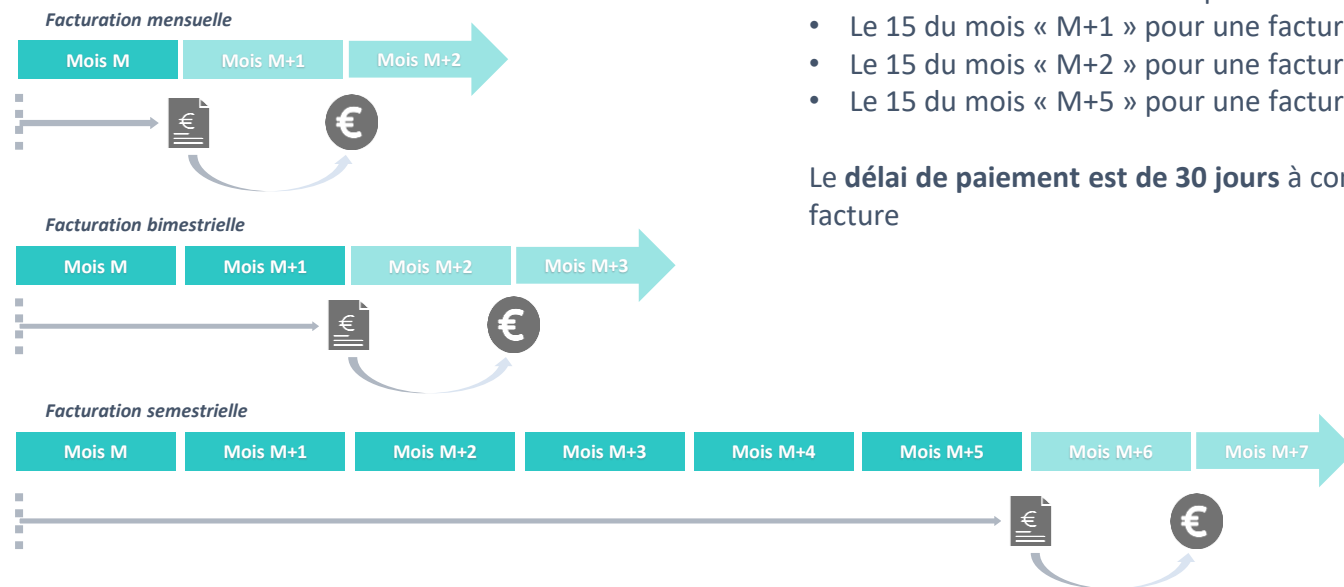 Facturation mensuelle
Mois M Mois M+1 Mois M+2
€ €
Facturation bimestrielle
Mois M Mois M+1 Mois M+2 Mois M+3
€ €
Facturation semestrielle
Mois M Mois M+1 Mois M+2 Mois M+3 Mois M+4 Mois M+5 Mois M+6 Mois M+7
€ €
• Le 15 du mois « M+1 » pour une factur
• Le 15 du mois « M+2 » pour une factur
• Le 15 du mois « M+5 » pour une factur
Le délai de paiement est de 30 jours à co
facture